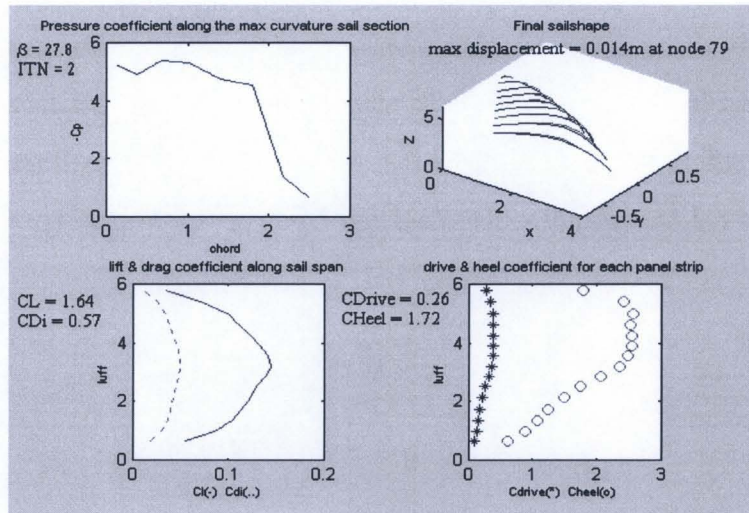 Pressure coefficient along the max curvature sail section
β = 27.8
ITN = 2
6
4
2
0
-Cp
0 1 2 3
chord
Final sailshape
max displacement = 0.014m at node 79
5
0
Z
0
2
4
x
-0.5
0
0.5
Y
lift & drag coefficient along sail span
CL = 1.64
CDi = 0.57
6
4
2
0
luff
0 0.1 0.2
Cl(-) Cdi(..)
drive & heel coefficient for each panel strip
CDrive = 0.26
CHeel = 1.72
6
4
2
0
luff
0 1 2 3
Cdrive(*) Cheel(o)